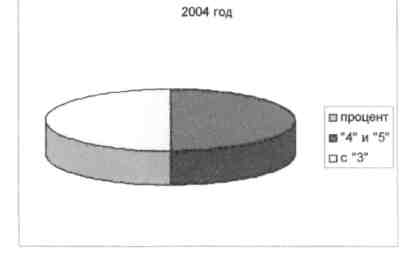 2004 год
процент
"4" и "5"
с "3"